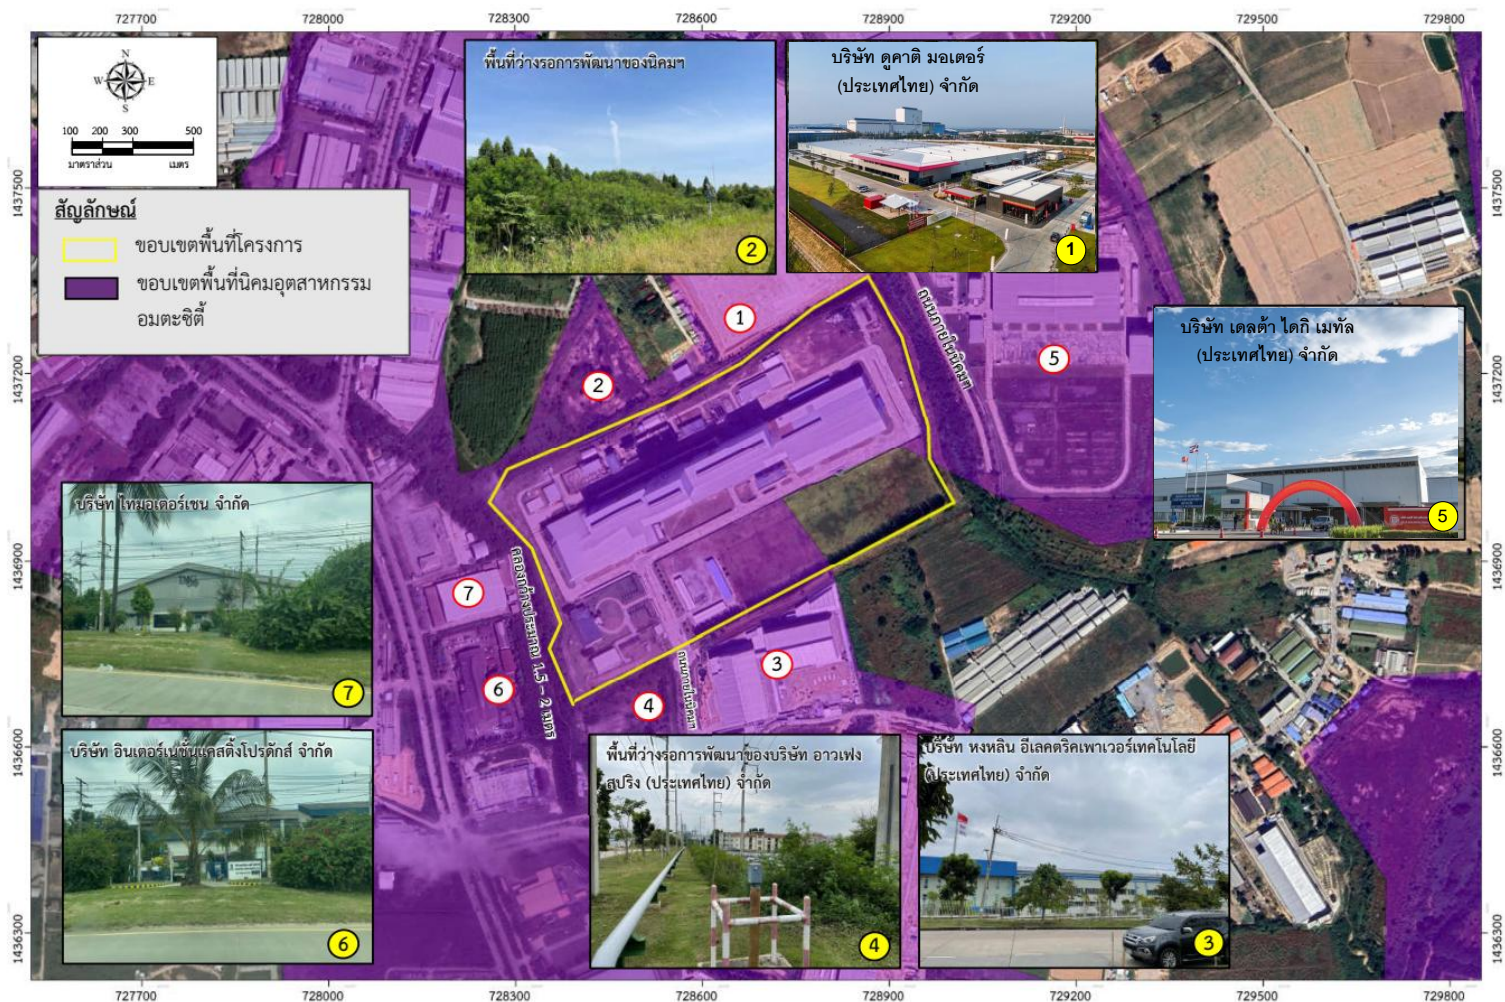 727700 728000 728300 728600 728900 729200 729500 729800
N
W E
S
100 200 300 500
มาตราส่วน เมตร
สัญลักษณ์
ขอบเขตพื้นที่โครงการ
ขอบเขตพื้นที่นิคมอุตสาหกรรม
อมตะซิตี้
พื้นที่ว่างรอการพัฒนาของนิคมฯ
2
บริษัท ดูคาติ มอเตอร์
(ประเทศไทย) จำกัด
1
1437500
1437500
1437200
1437200
1436900
1436900
1436600
1436600
1436300
1436300
1
2
5
ถนนภายในนิคมฯ
บริษัท เดลต้า ไดกิ เมทัล
(ประเทศไทย) จำกัด
5
บริษัท ไทมอเตอร์เชน จำกัด
7
7
คลองกว้างประมาณ 1.5 – 2 เมตร
6
4
3
ถนนภายในนิคมฯ
บริษัท อินเตอร์เนชั่นแคสติ้งโปรดักส์ จำกัด
6
พื้นที่ว่างรอการพัฒนาของบริษัท อาวเฟง
สปริง (ประเทศไทย) จำกัด
4
บริษัท หงหลิน อีเลคตริคเพาเวอร์เทคโนโลยี
(ประเทศไทย) จำกัด
3
727700 728000 728300 728600 728900 729200 729500 729800